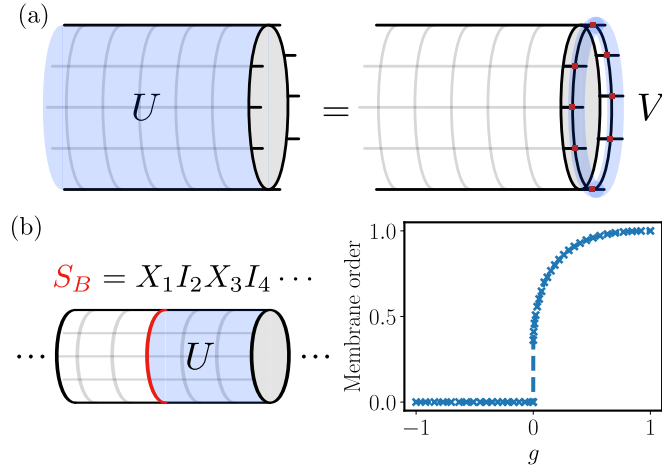 (a)
U
=
V
(b)
S_B = X_1 I_2 X_3 I_4 ⋯
⋯
U
⋯
Membrane order
1.0
0.5
0.0
−1
0
1
g